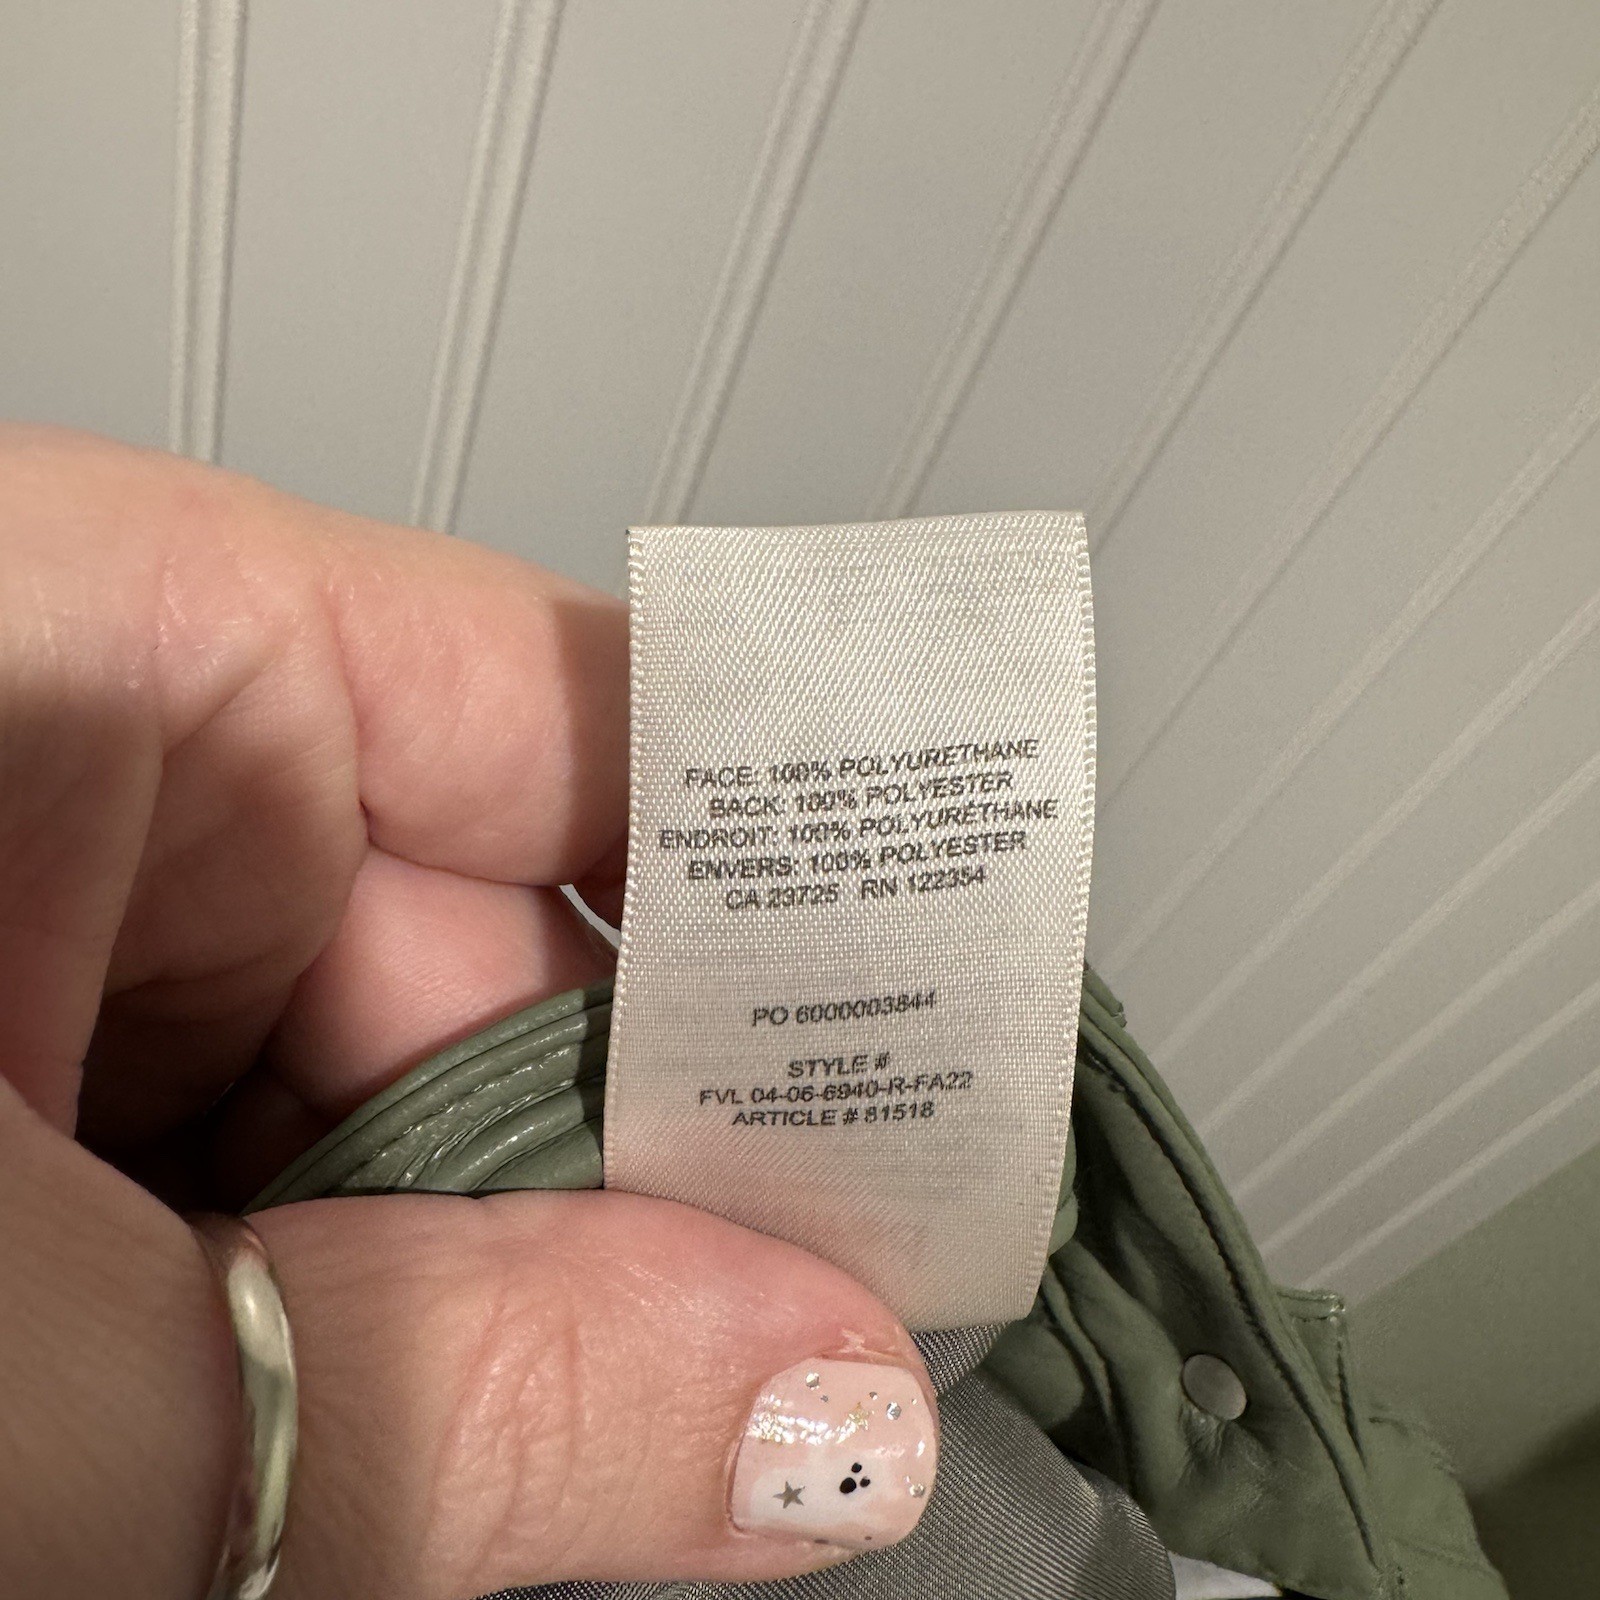 FACE: 100% POLYURETHANE
BACK: 100% POLYESTER
ENDROIT: 100% POLYURÉTHANE
ENVERS: 100% POLYESTER
CA 23725 RN 122354
PO 6000003844
STYLE #
FVL 04-06-6940-R-FA22
ARTICLE # 81518